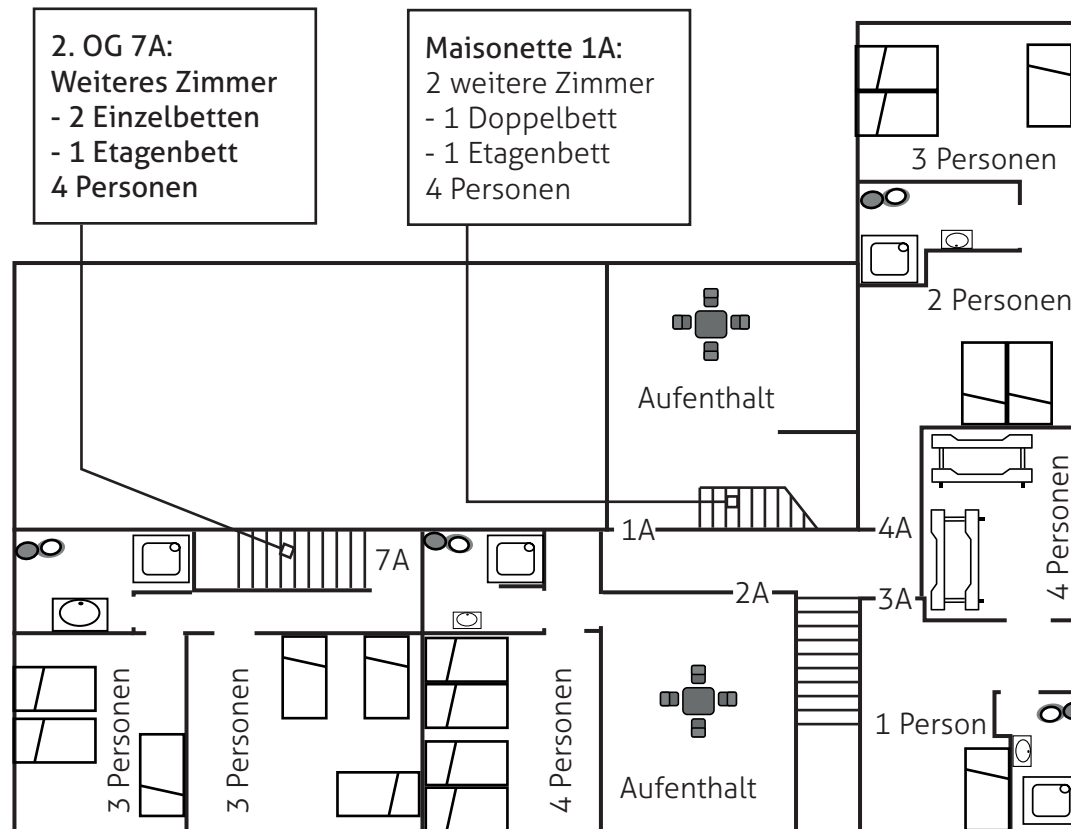 2. OG 7A:
Weiteres Zimmer
- 2 Einzelbetten
- 1 Etagenbett
4 Personen
Maisonette 1A:
2 weitere Zimmer
- 1 Doppelbett
- 1 Etagenbett
4 Personen
3 Personen
2 Personen
Aufenthalt
4 Personen
1A
4A
7A
2A
3A
3 Personen
3 Personen
4 Personen
Aufenthalt
1 Person